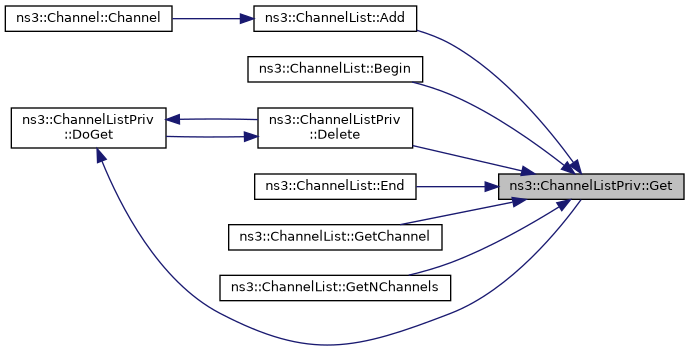 ns3::Channel::Channel
ns3::ChannelList::Add
ns3::ChannelList::Begin
ns3::ChannelListPriv
::DoGet
ns3::ChannelListPriv
::Delete
ns3::ChannelList::End
ns3::ChannelListPriv::Get
ns3::ChannelList::GetChannel
ns3::ChannelList::GetNChannels